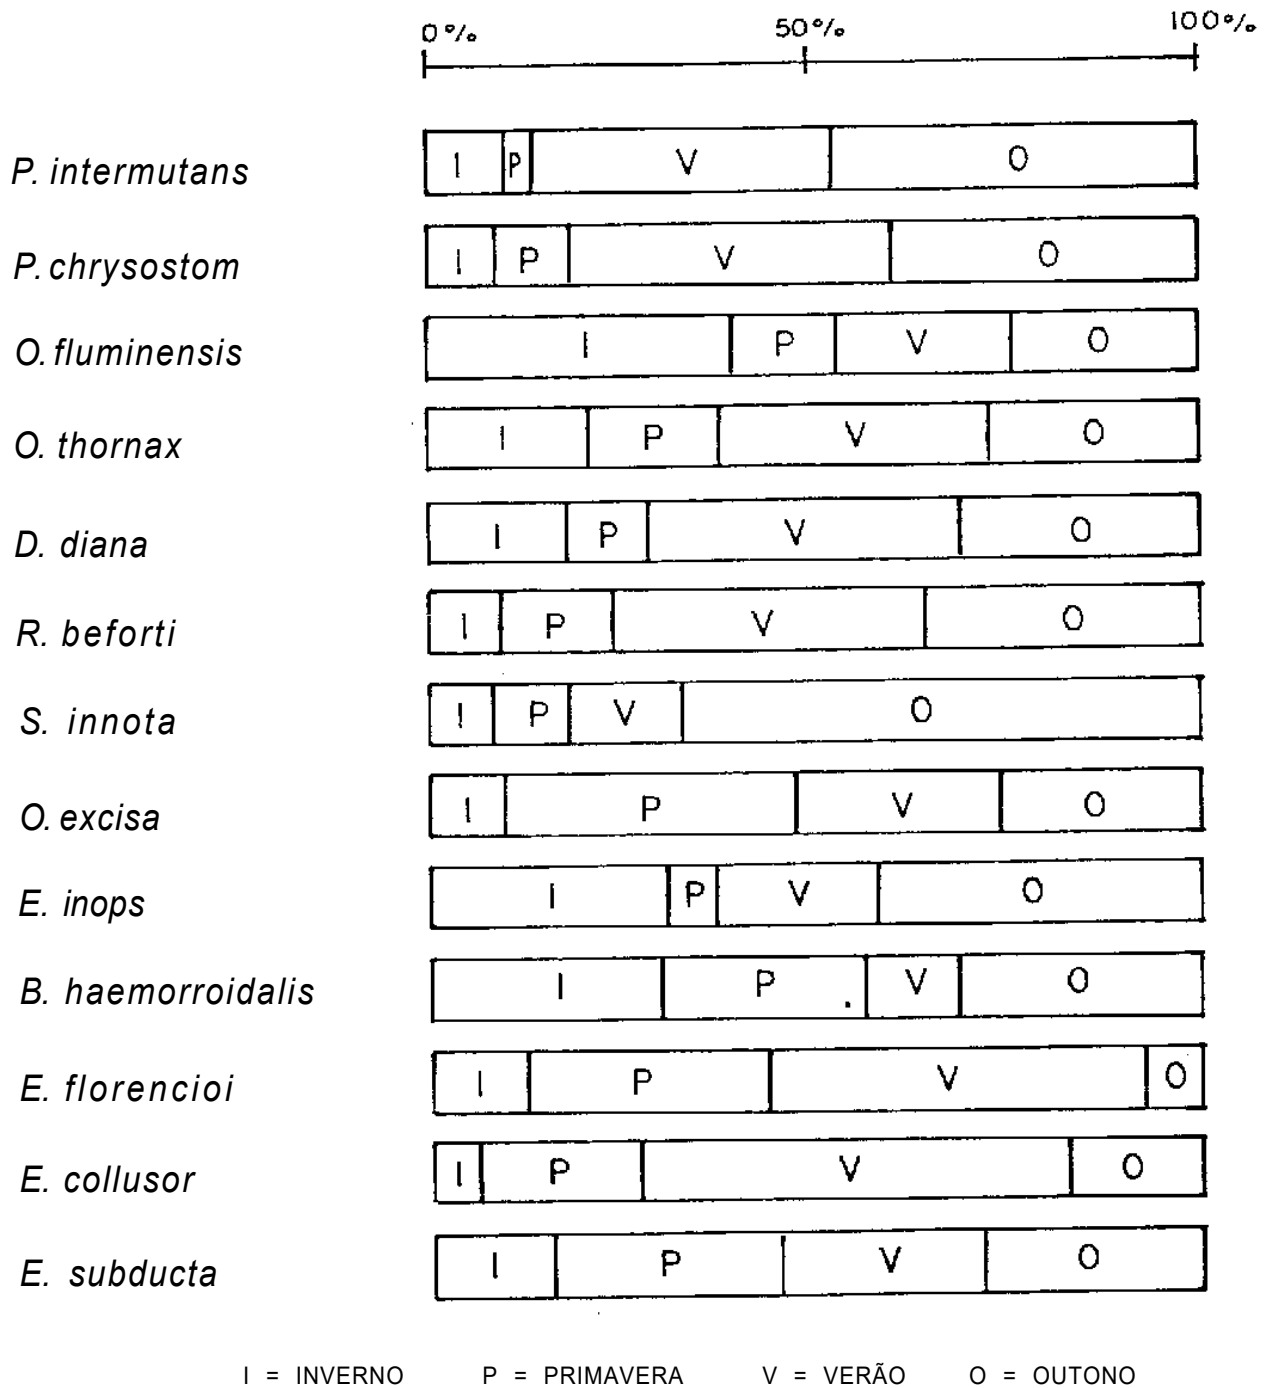 0% 50% 100%
P. intermutans I P V O
P. chrysostom I P V O
O. fluminensis I P V O
O. thornax I P V O
D. diana I P V O
R. beforti I P V O
S. innota I P V O
O. excisa I P V O
E. inops I P V O
B. haemorroidalis I P V O
E. florencioi I P V O
E. collusor I P V O
E. subducta I P V O
I = INVERNO P = PRIMAVERA V = VERÃO O = OUTONO